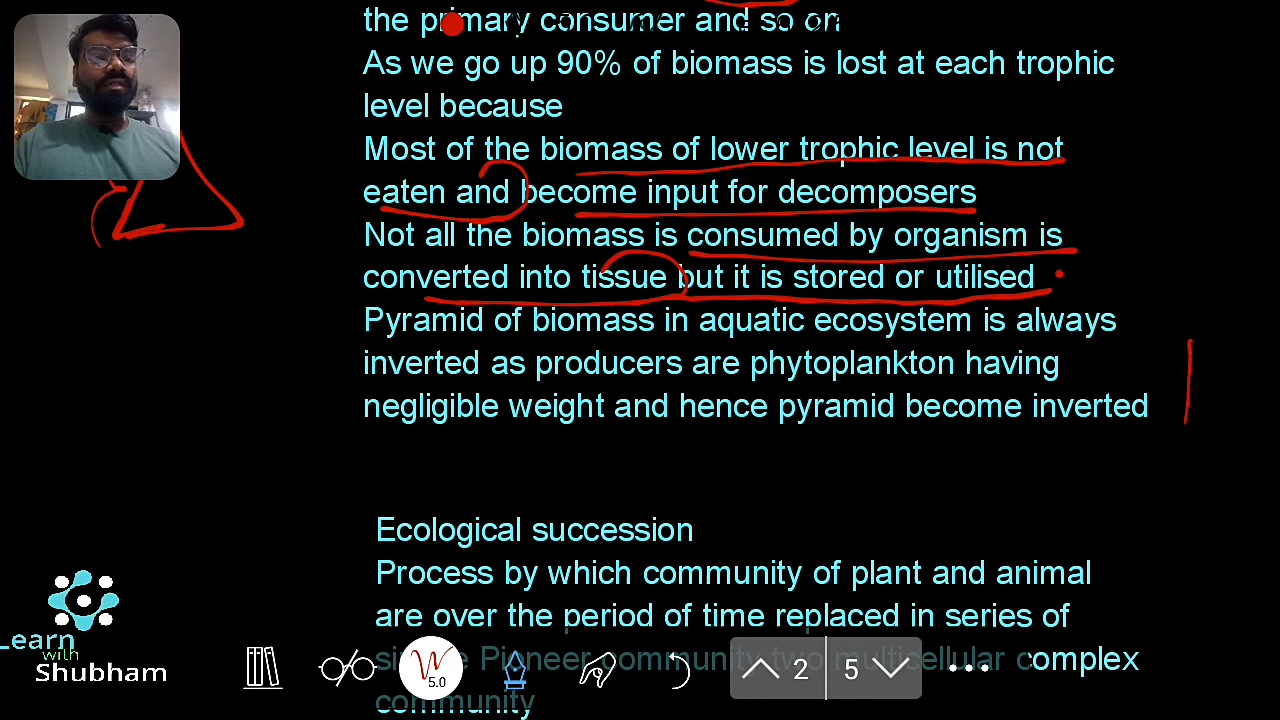 the primary consumer and so on
As we go up 90% of biomass is lost at each trophic
level because
Most of the biomass of lower trophic level is not
eaten and become input for decomposers
Not all the biomass is consumed by organism is
converted into tissue but it is stored or utilised
Pyramid of biomass in aquatic ecosystem is always
inverted as producers are phytoplankton having
negligible weight and hence pyramid become inverted
Ecological succession
Process by which community of plant and animal
are over the period of time replaced in series of
Pioneer community two multicellular complex
community
Learn
with
Shubham
5.0
2
5